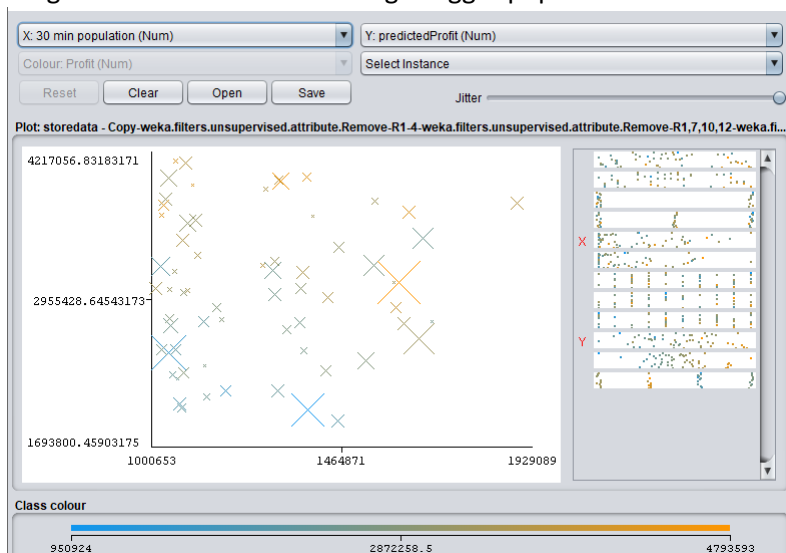 X: 30 min population (Num) Y: predictedProfit (Num)
Colour: Profit (Num) Select Instance
Reset Clear Open Save Jitter
Plot: storedata - Copy-weka.filters.unsupervised.attribute.Remove-R1-4-weka.filters.unsupervised.attribute.Remove-R1,7,10,12-weka.fi...
4217056.83183171
X
2955428.64543173
Y
1693800.45903175
1000653 1464871 1929089
Class colour
950924 2872258.5 4793593